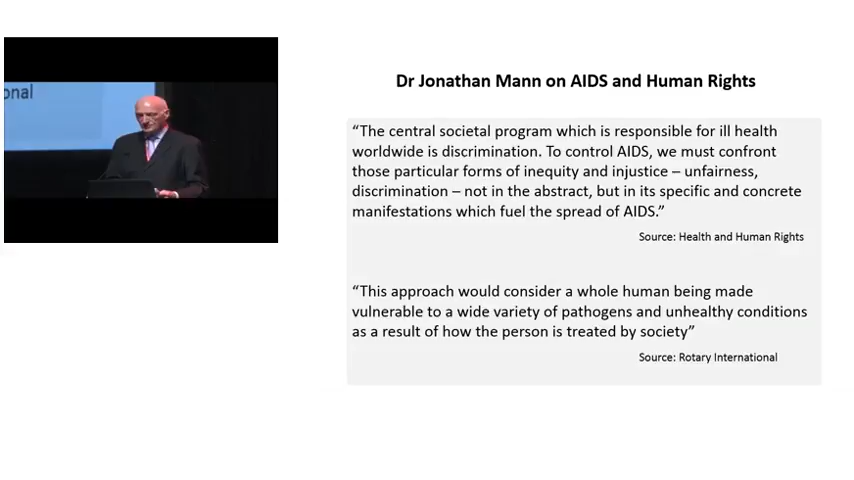 onal
Dr Jonathan Mann on AIDS and Human Rights
“The central societal program which is responsible for ill health
worldwide is discrimination. To control AIDS, we must confront
those particular forms of inequity and injustice – unfairness,
discrimination – not in the abstract, but in its specific and concrete
manifestations which fuel the spread of AIDS.”
Source: Health and Human Rights
“This approach would consider a whole human being made
vulnerable to a wide variety of pathogens and unhealthy conditions
as a result of how the person is treated by society”
Source: Rotary International